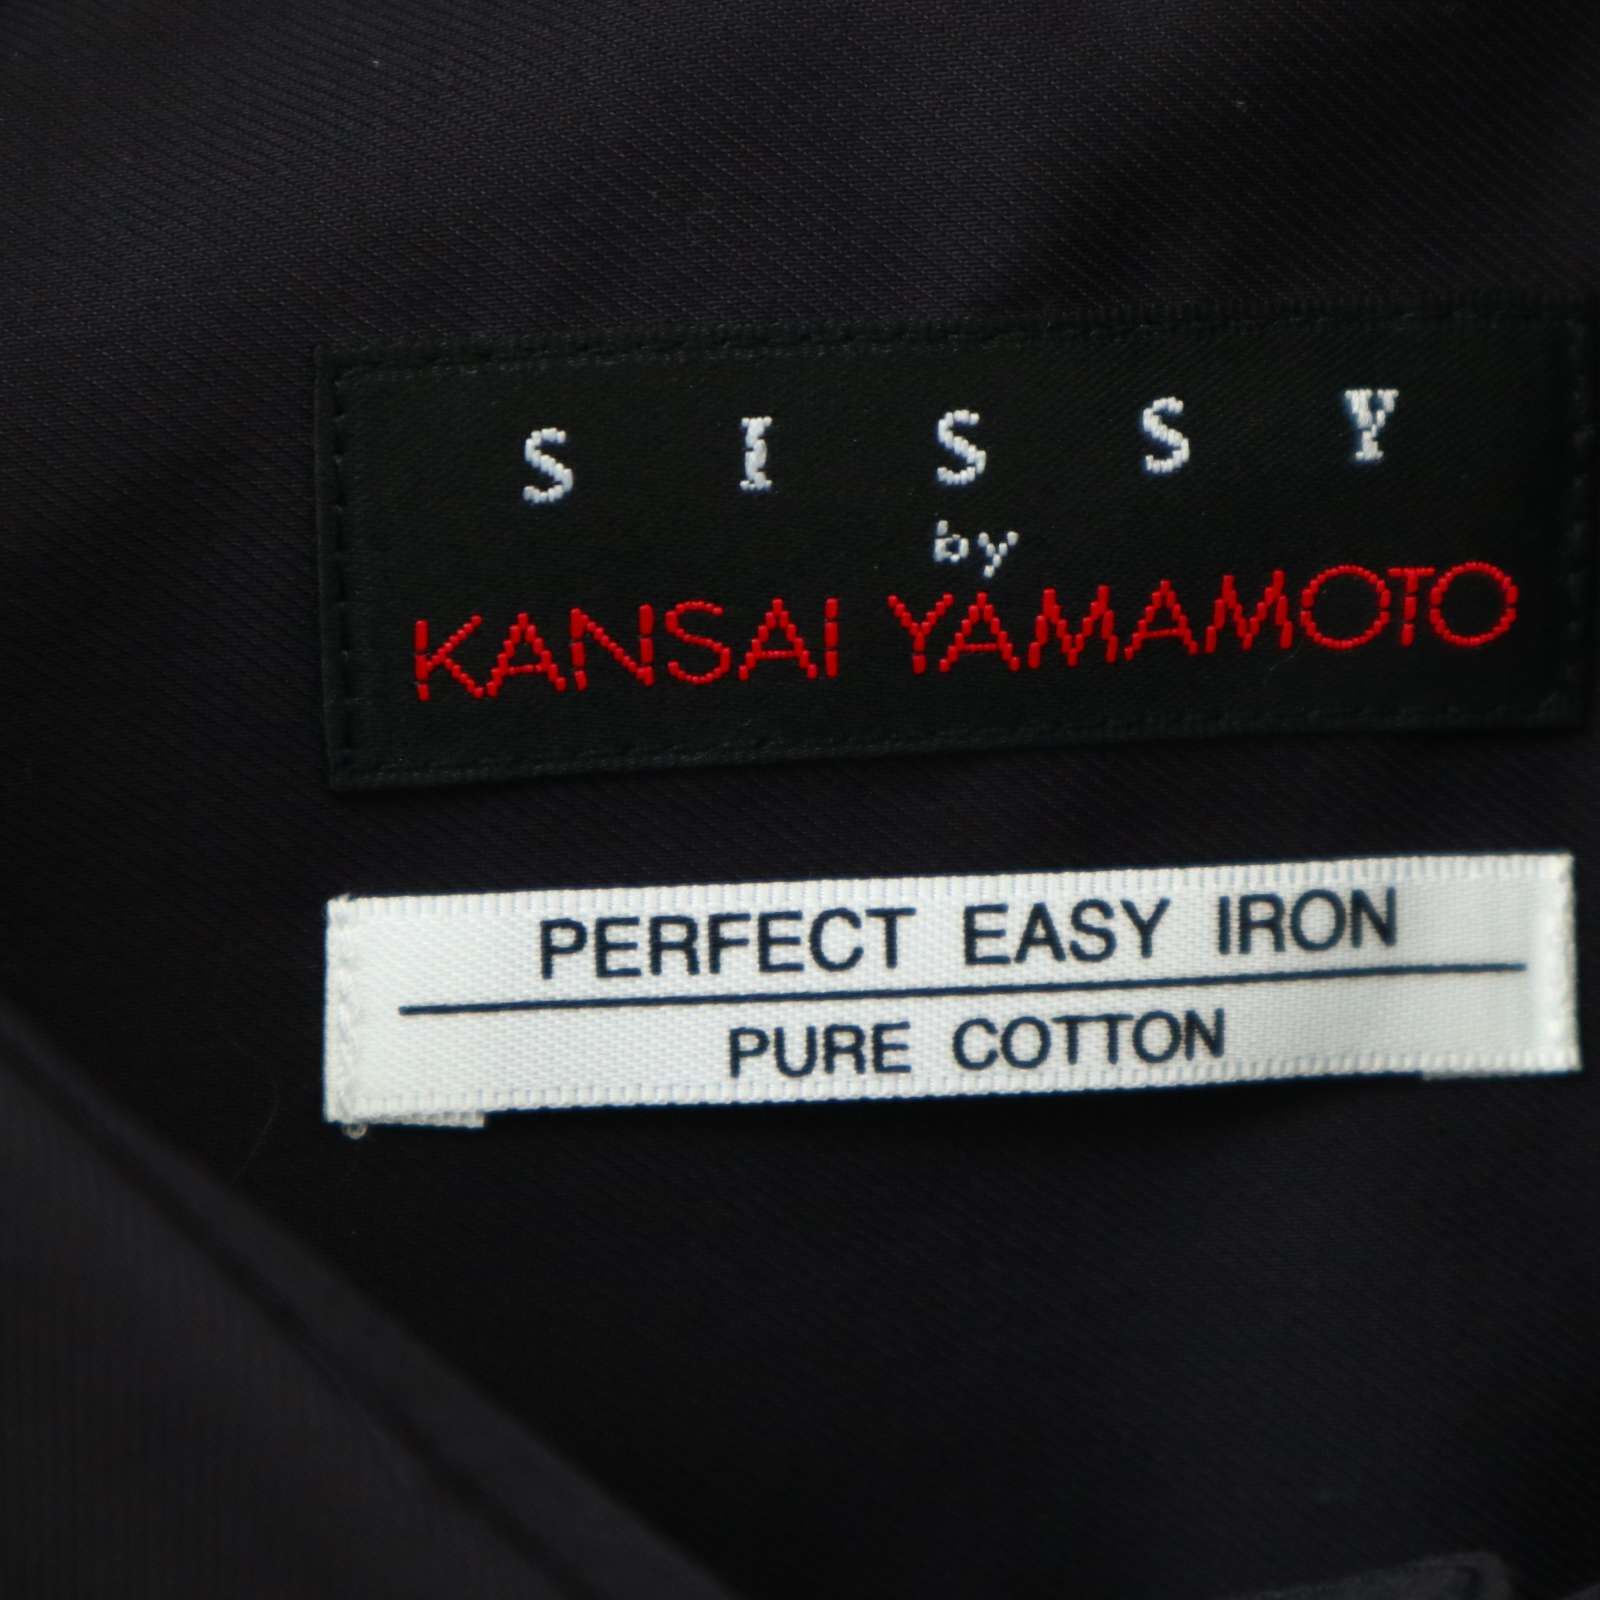 SISSY
by
KANSAI YAMAMOTO
PERFECT EASY IRON
PURE COTTON